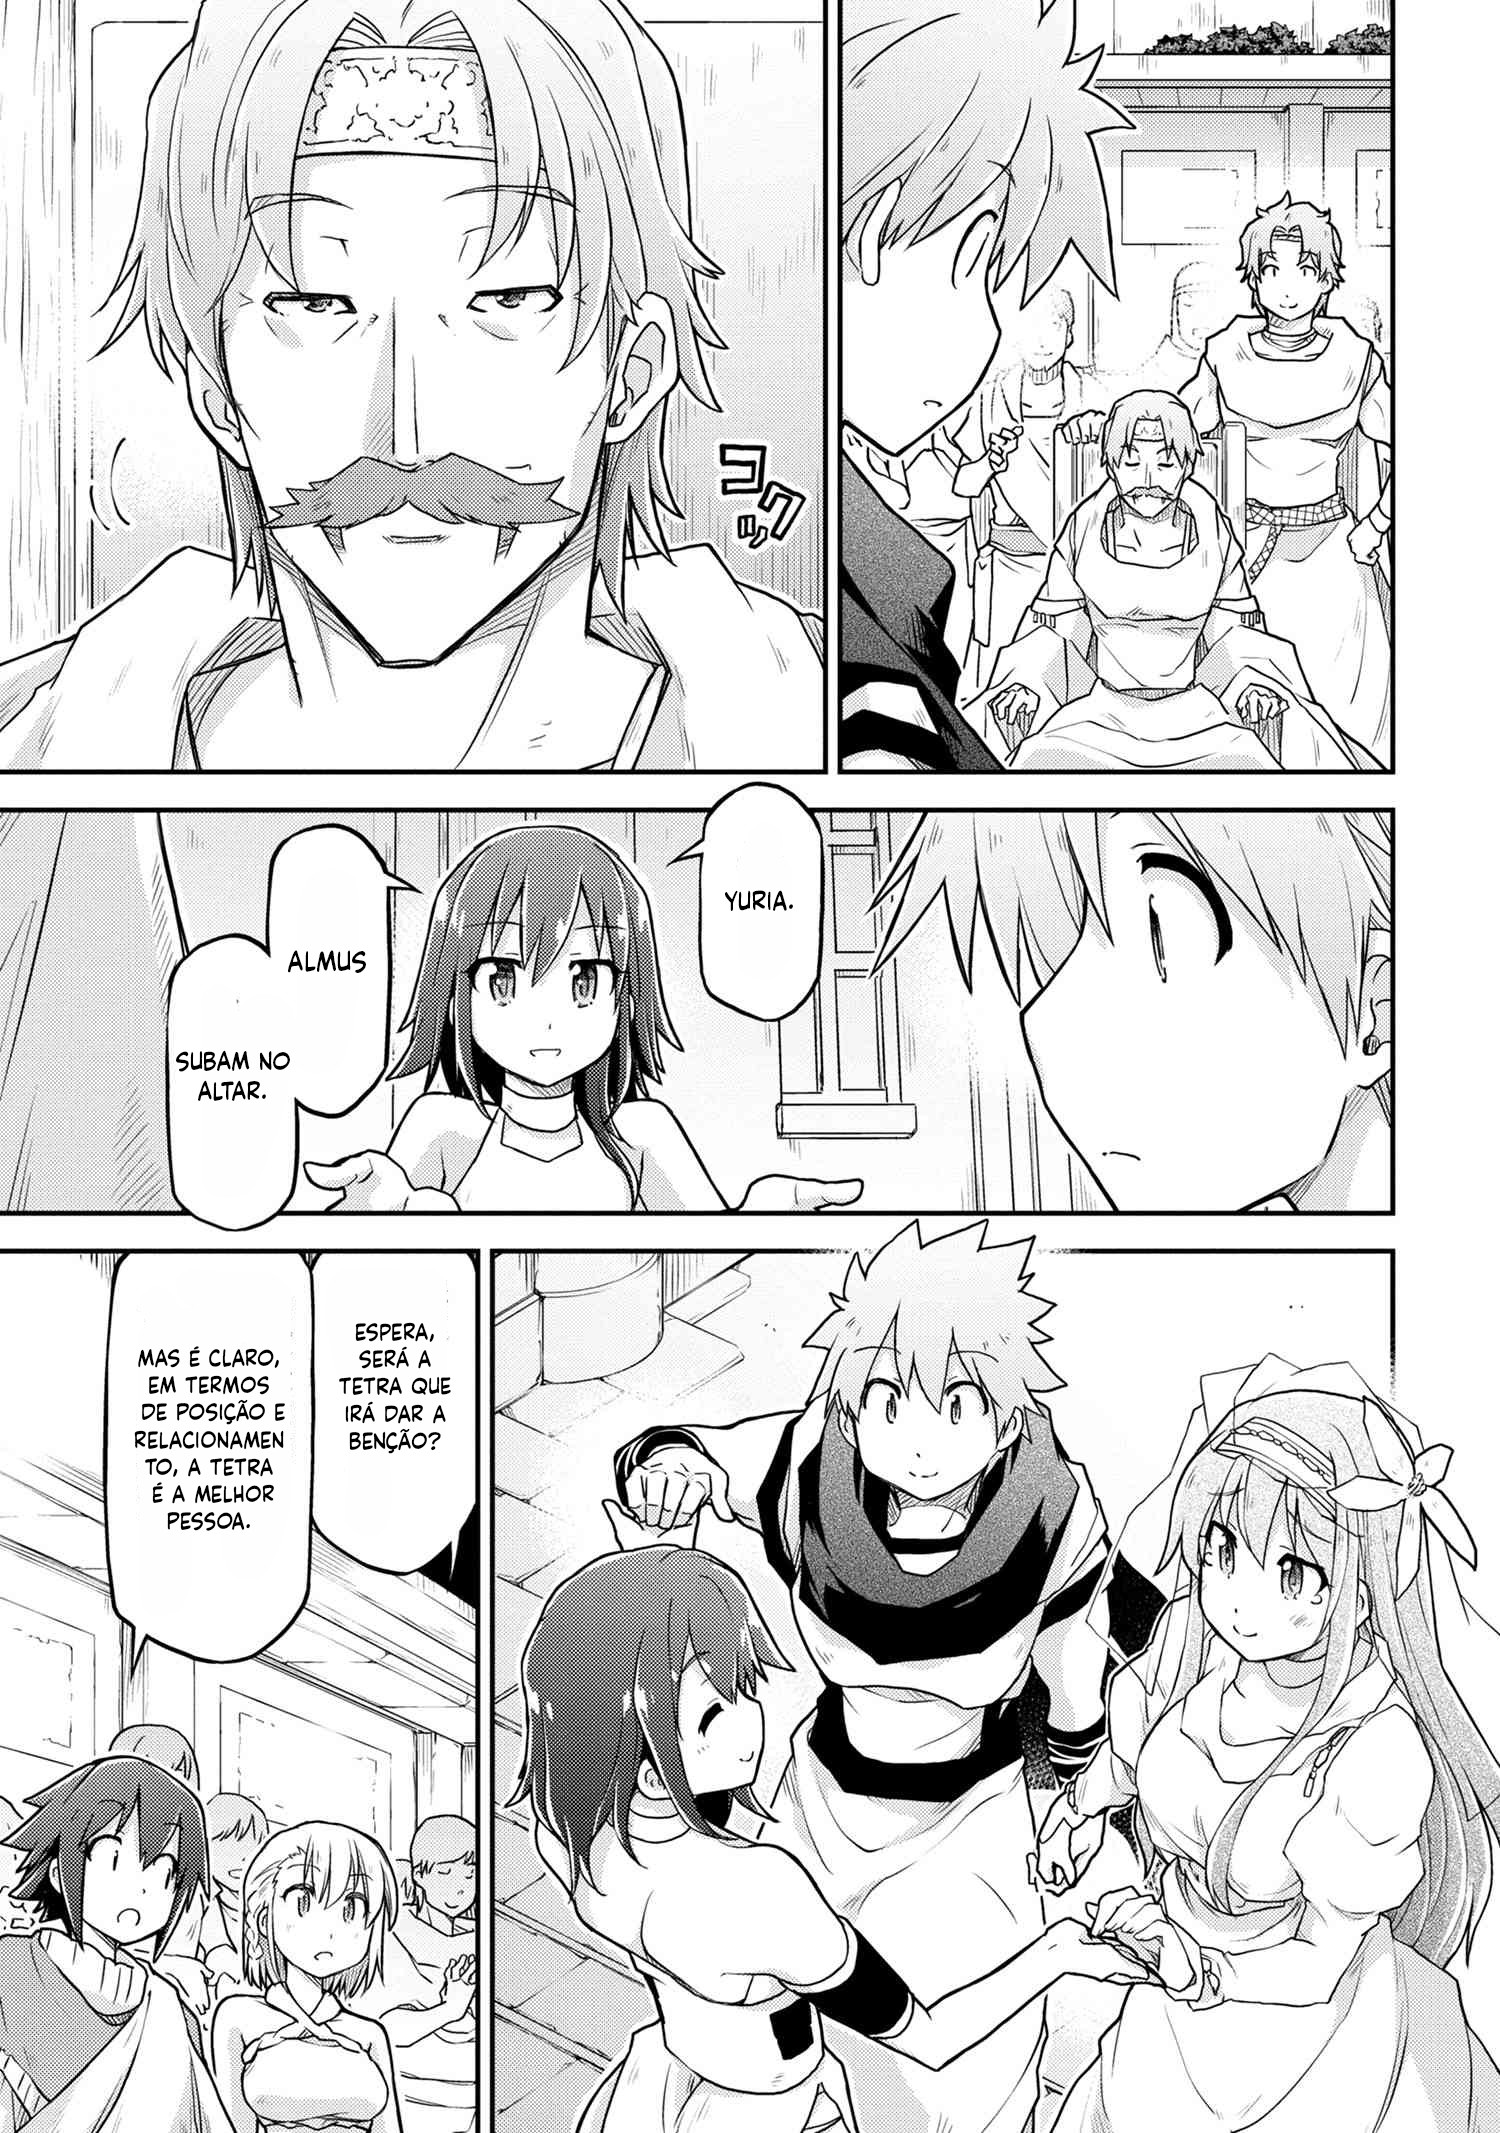 コクッ
YURIA.
ALMUS
SUBAM NO
ALTAR.
ESPERA,
SERÁ A
TETRA QUE
IRÁ DAR A
BENÇÃO?
MAS É CLARO,
EM TERMOS
DE POSIÇÃO E
RELACIONAMEN
TO, A TETRA
É A MELHOR
PESSOA.